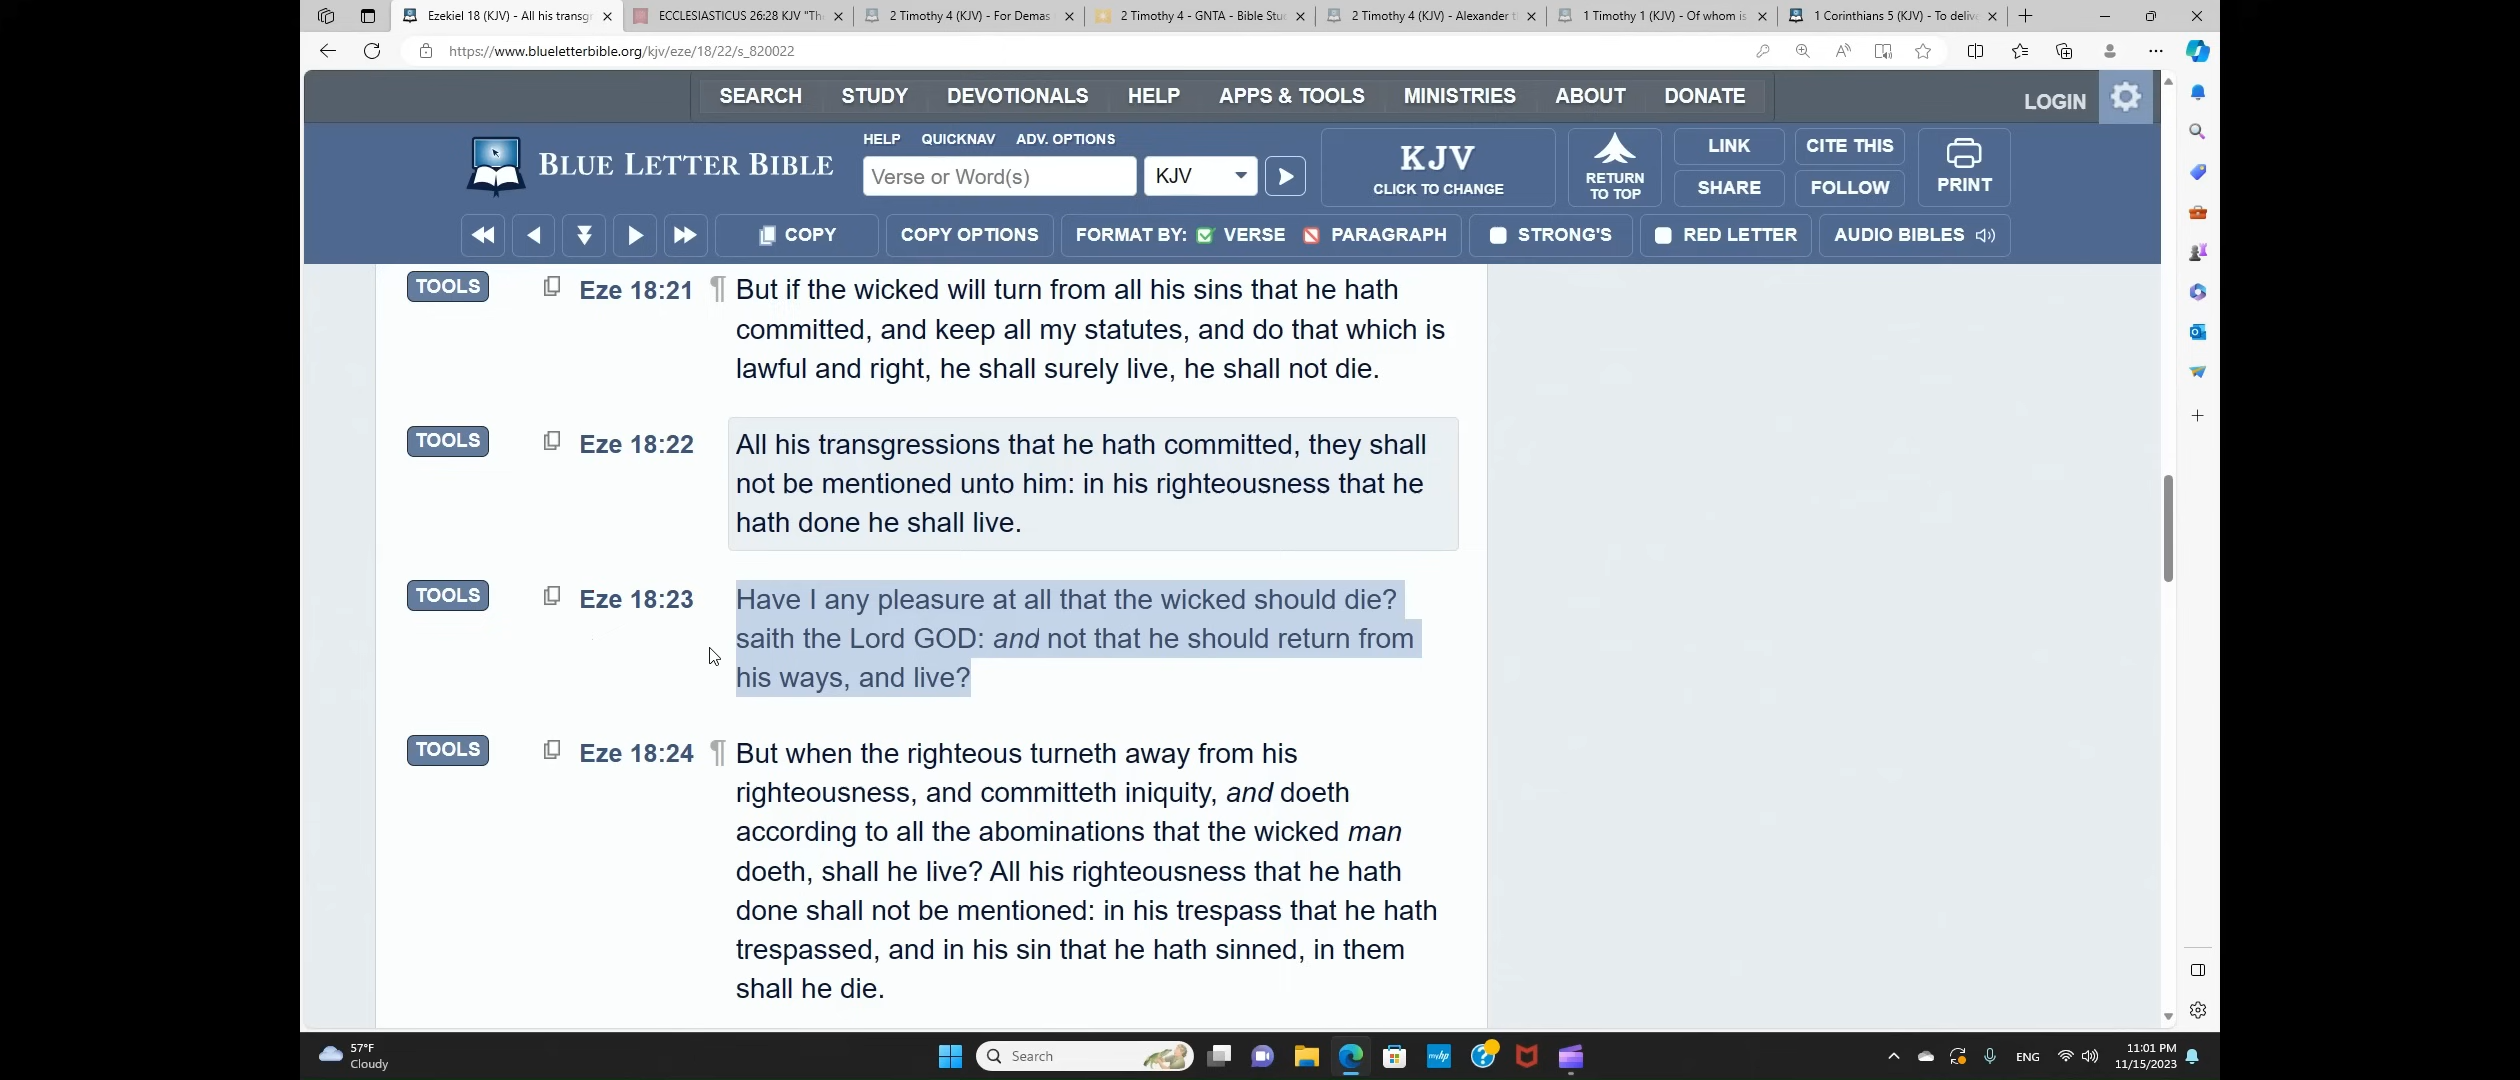 Ezekiel 18 (KJV) - All his transgr
ECCLESIASTICUS 26:28 KJV "The
2 Timothy 4 (KJV) - For Demas
2 Timothy 4 - GNTA - Bible Stu
2 Timothy 4 (KJV) - Alexander t
1 Timothy 1 (KJV) - Of whom is
1 Corinthians 5 (KJV) - To delive
https://www.blueletterbible.org/kjv/eze/18/22/s_820022
SEARCH STUDY DEVOTIONALS HELP APPS & TOOLS MINISTRIES ABOUT DONATE
LOGIN
BLUE LETTER BIBLE
HELP QUICKNAV ADV. OPTIONS
Verse or Word(s)
KJV
KJV
CLICK TO CHANGE
RETURN
TO TOP
LINK
CITE THIS
SHARE
FOLLOW
PRINT
COPY
COPY OPTIONS
FORMAT BY: VERSE PARAGRAPH
STRONG'S
RED LETTER
AUDIO BIBLES
TOOLS Eze 18:21 ¶ But if the wicked will turn from all his sins that he hath
committed, and keep all my statutes, and do that which is
lawful and right, he shall surely live, he shall not die.
TOOLS Eze 18:22 All his transgressions that he hath committed, they shall
not be mentioned unto him: in his righteousness that he
hath done he shall live.
TOOLS Eze 18:23 Have I any pleasure at all that the wicked should die?
saith the Lord GOD: and not that he should return from
his ways, and live?
TOOLS Eze 18:24 ¶ But when the righteous turneth away from his
righteousness, and committeth iniquity, and doeth
according to all the abominations that the wicked man
doeth, shall he live? All his righteousness that he hath
done shall not be mentioned: in his trespass that he hath
trespassed, and in his sin that he hath sinned, in them
shall he die.
57°F
Cloudy
Search
myhp
ENG
11:01 PM
11/15/2023